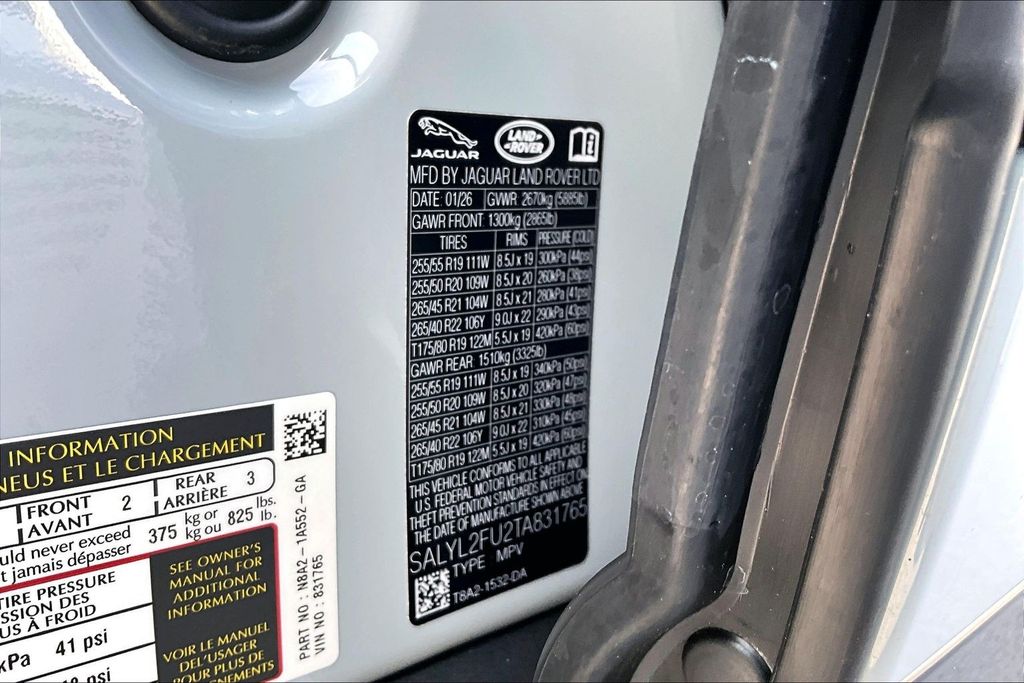 JAGUAR
LAND ROVER
MFD BY JAGUAR LAND ROVER LTD
DATE: 01/26 GVWR 2670kg (5885lb)
GAWR FRONT 1300kg (2865lb)
TIRES RIMS PRESSURE (COLD)
255/55 R19 111W 8.5J x 19 300kPa (44psi)
255/50 R20 109W 8.5J x 20 260kPa (38psi)
265/45 R21 104W 8.5J x 21 280kPa (41psi)
265/40 R22 106Y 9.0J x 22 290kPa (43psi)
T175/80 R19 122M 5.5J x 19 420kPa (60psi)
GAWR REAR 1510kg (3325lb)
255/55 R19 111W 8.5J x 19 340kPa (50psi)
255/50 R20 109W 8.5J x 20 320kPa (47psi)
265/45 R21 104W 8.5J x 21 330kPa (48psi)
265/40 R22 106Y 9.0J x 22 310kPa (45psi)
T175/80 R19 122M 5.5J x 19 420kPa (60psi)
THIS VEHICLE CONFORMS TO ALL APPLICABLE
U.S. FEDERAL MOTOR VEHICLE SAFETY AND
THEFT PREVENTION STANDARDS IN EFFECT ON
THE DATE OF MANUFACTURE SHOWN ABOVE
SALYL2FU2TA831765
TYPE MPV
T8A2-1532-DA
INFORMATION
NEUS ET LE CHARGEMENT
FRONT 2 REAR 3
AVANT ARRIÈRE
uld never exceed 375 kg or 825 lbs.
t jamais dépasser kg ou lb.
TIRE PRESSURE
SSION DES
US À FROID
kPa 41 psi
psi
SEE OWNER'S
MANUAL FOR
ADDITIONAL
INFORMATION
VOIR LE MANUEL
DEL'USAGER
POUR PLUS DE
PART NO : N8A2-1A552-GA
VIN NO : 831765